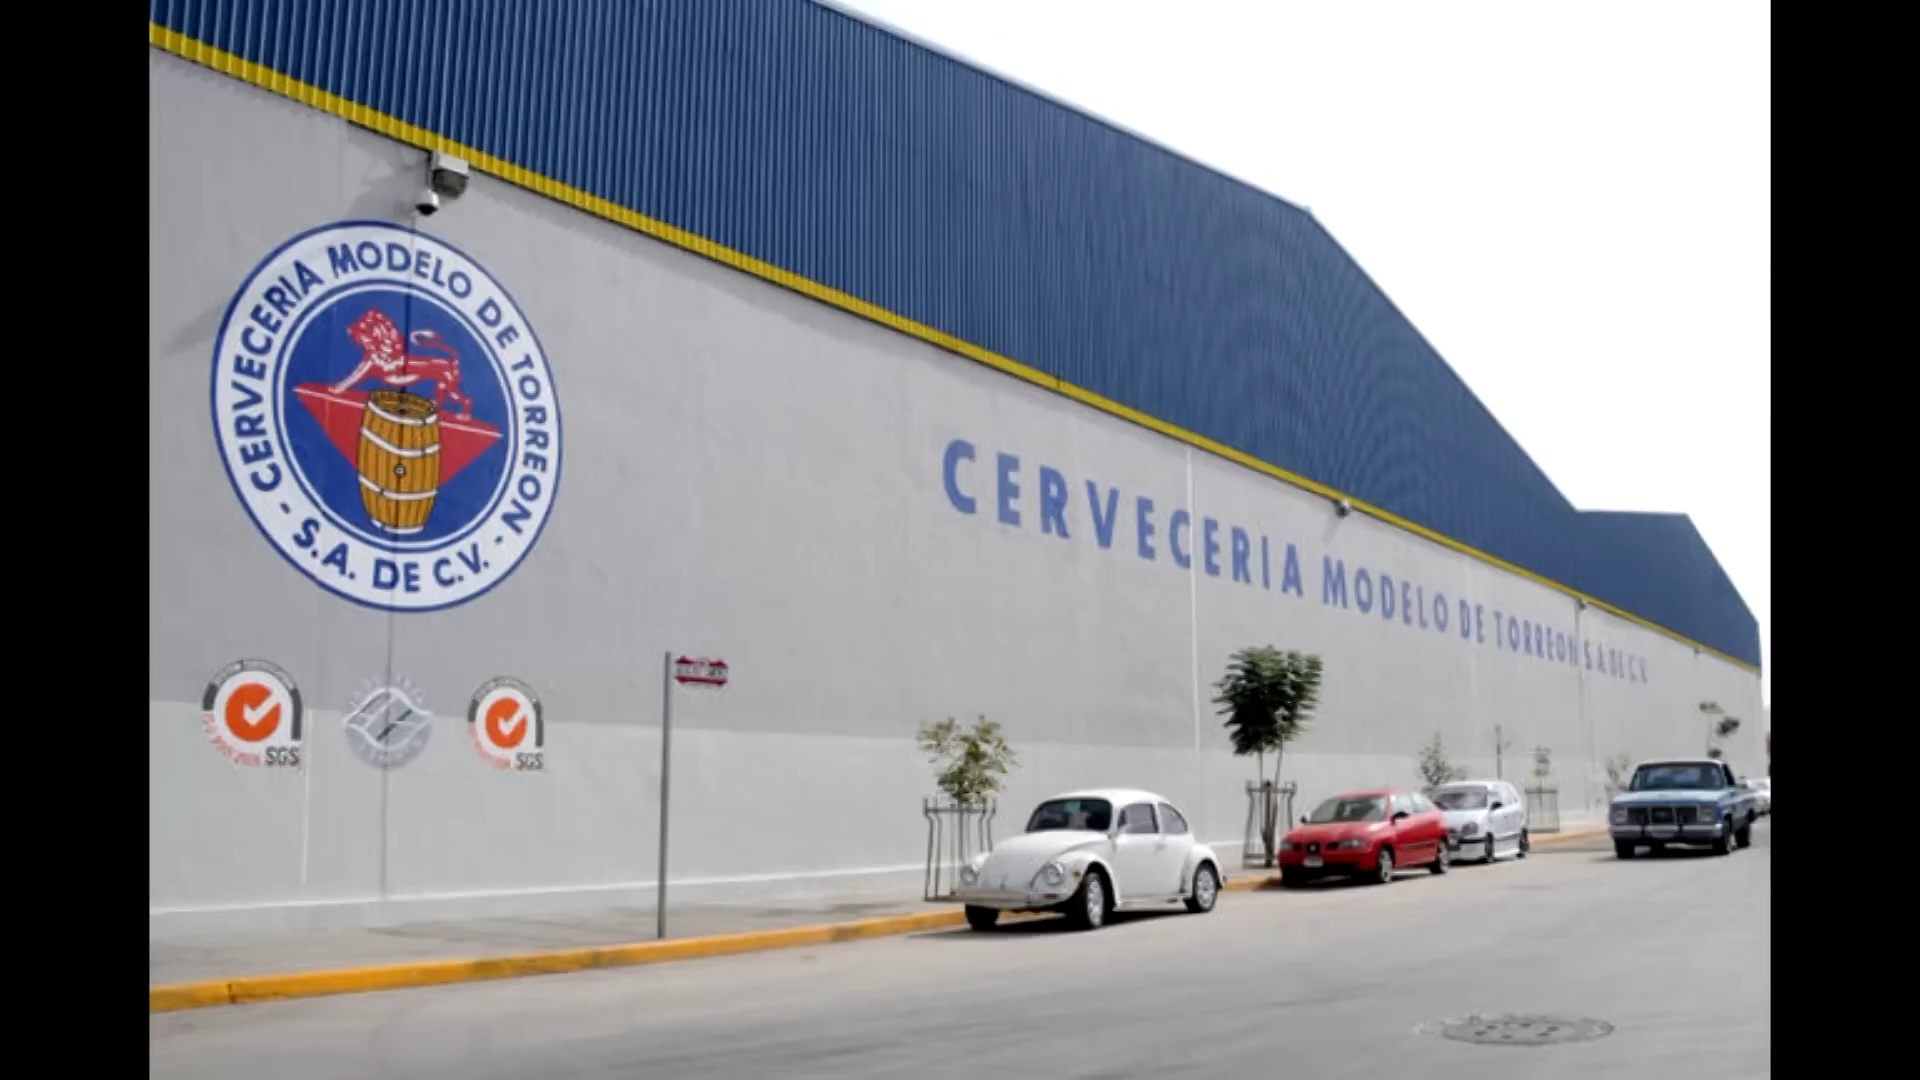 CERVECERIA MODELO DE TORREON
- S.A. DE C.V. -
CERVECERIA MODELO DE TORREON S.A. DE C.V.
SGS
SGS